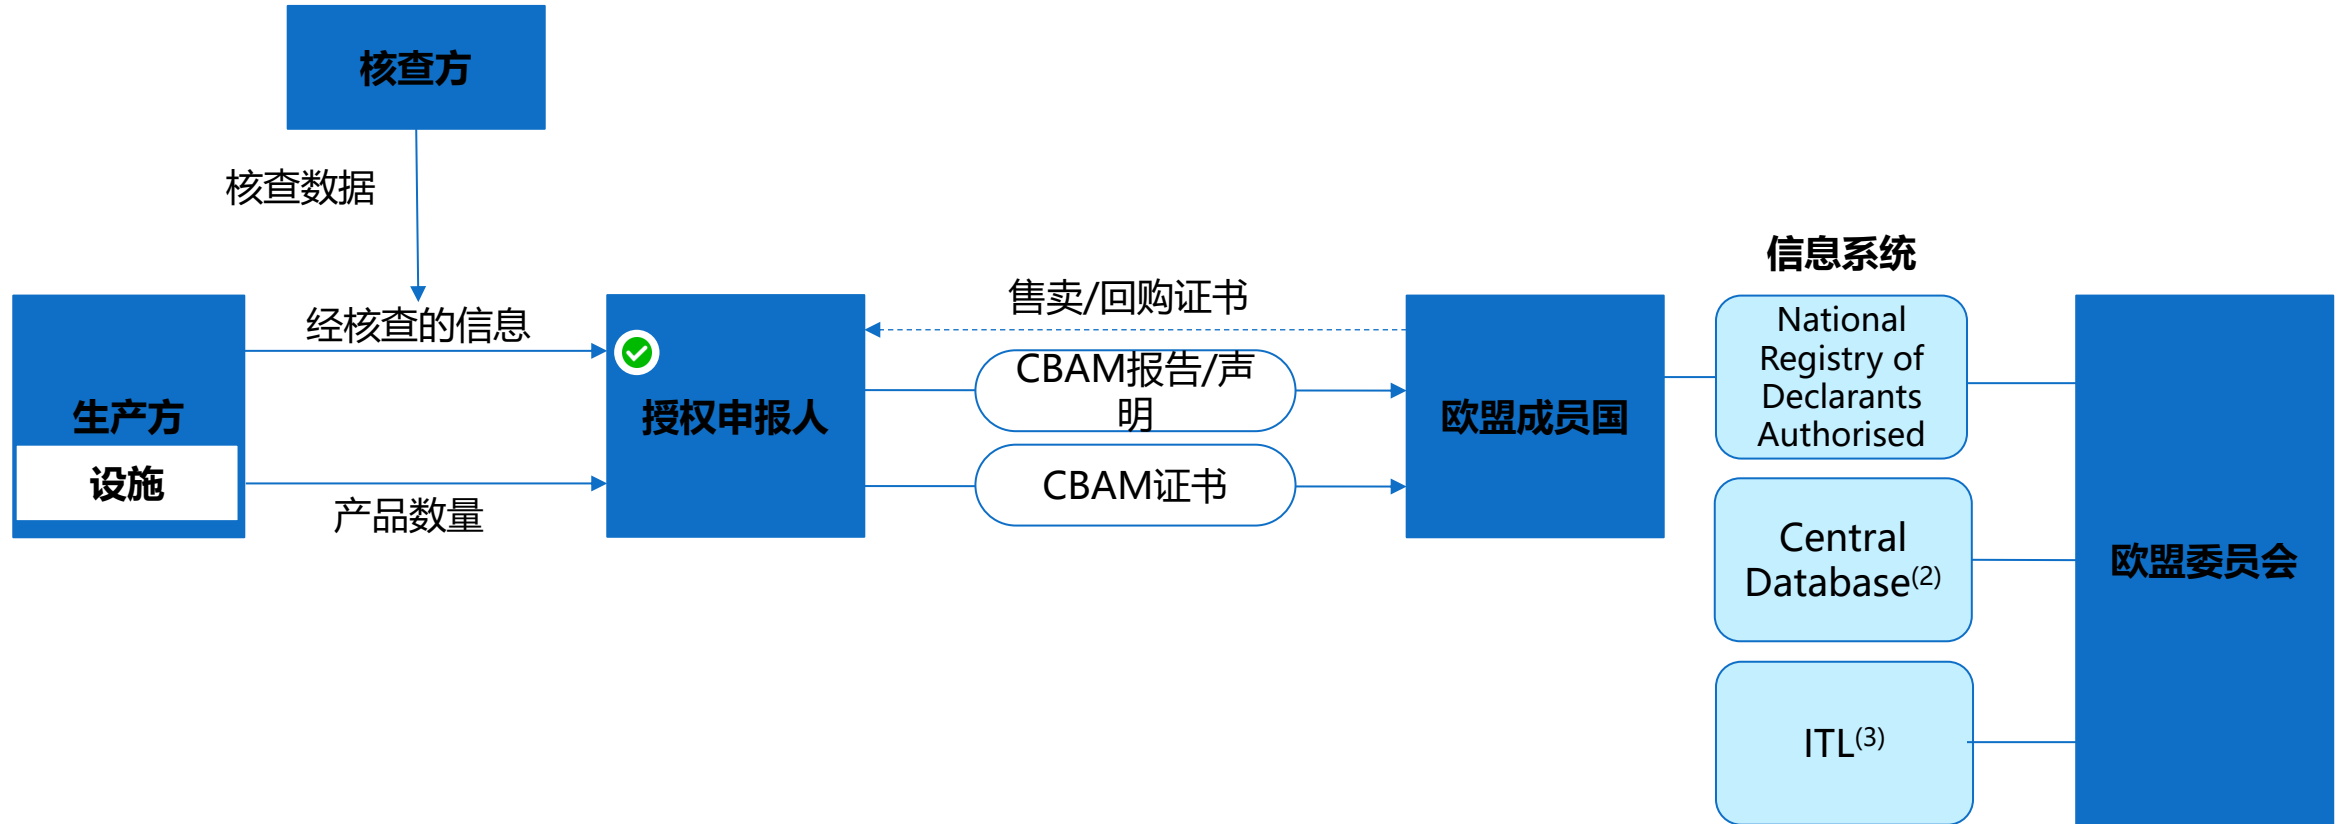 核查方
核查数据
经核查的信息
生产方
设施
产品数量
授权申报人
售卖/回购证书
CBAM报告/声
明
CBAM证书
欧盟成员国
信息系统
National
Registry of
Declarants
Authorised
Central
Database(2)
ITL(3)
欧盟委员会